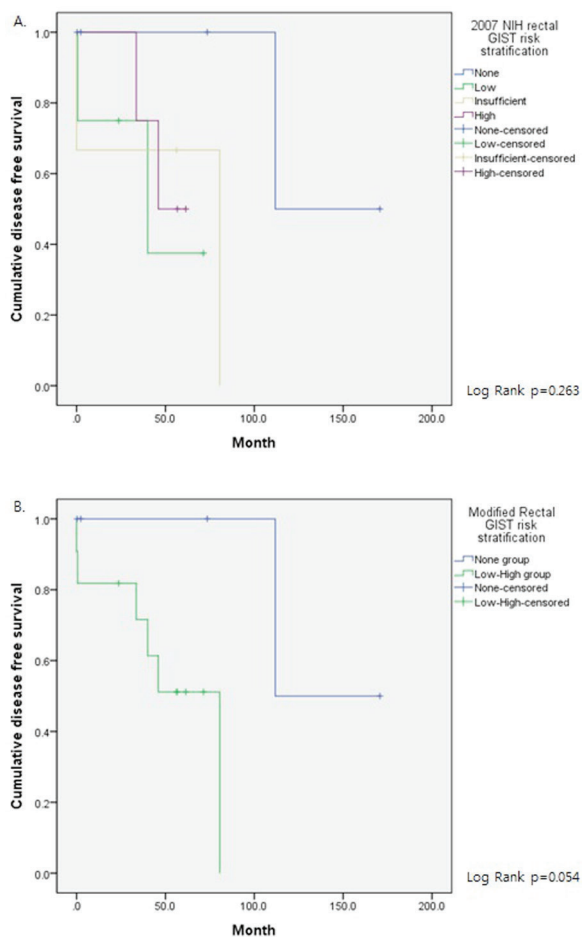 A.
2007 NIH rectal
GIST risk
stratification
None
Low
Insufficient
High
None-censored
Low-censored
Insufficient-censored
High-censored
Cumulative disease free survival
1.0
0.8
0.6
0.4
0.2
0.0
.0 50.0 100.0 150.0 200.0
Month
Log Rank p=0.263
B.
Modified Rectal
GIST risk
stratification
None group
Low-High group
None-censored
Low-High-censored
Cumulative disease free survival
1.0
0.8
0.6
0.4
0.2
0.0
.0 50.0 100.0 150.0 200.0
Month
Log Rank p=0.054